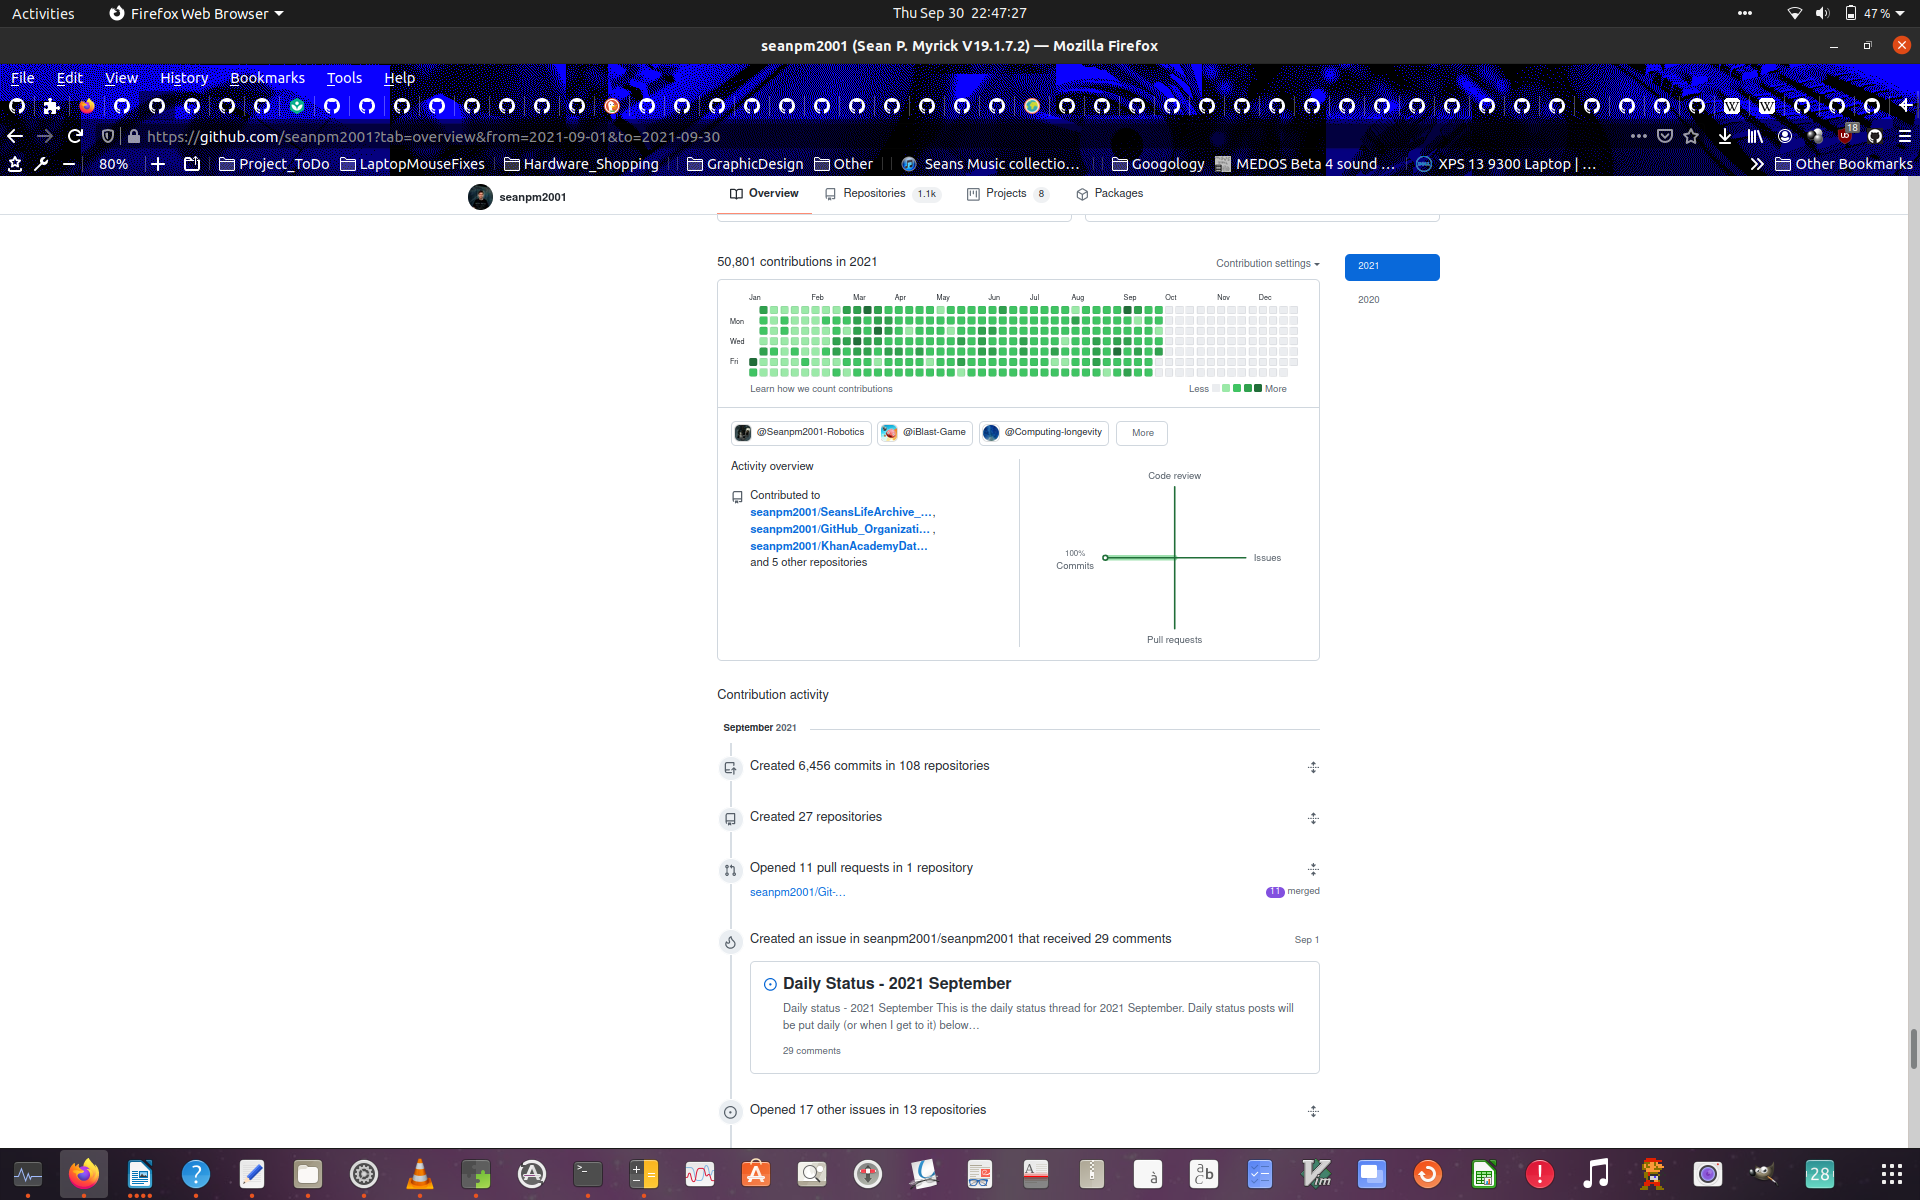 Activities Firefox Web Browser Thu Sep 30 22:47:27 47 %
seanpm2001 (Sean P. Myrick V19.1.7.2) — Mozilla Firefox
File Edit View History Bookmarks Tools Help
https://github.com/seanpm2001?tab=overview&from=2021-09-01&to=2021-09-30 18
80% Project_ToDo LaptopMouseFixes Hardware_Shopping GraphicDesign Other Seans Music collectio… Googology MEDOS Beta 4 sound … XPS 13 9300 Laptop | … Other Bookmarks
seanpm2001 Overview Repositories 1.1k Projects 8 Packages
50,801 contributions in 2021 Contribution settings 2021
2020
Jan Feb Mar Apr May Jun Jul Aug Sep Oct Nov Dec
Mon
Wed
Fri
Learn how we count contributions Less More
@Seanpm2001-Robotics @iBlast-Game @Computing-longevity More
Activity overview
Contributed to
seanpm2001/SeansLifeArchive_…,
seanpm2001/GitHub_Organizati… ,
seanpm2001/KhanAcademyDat…
and 5 other repositories
Code review
100%
Commits
Issues
Pull requests
Contribution activity
September 2021
Created 6,456 commits in 108 repositories
Created 27 repositories
Opened 11 pull requests in 1 repository
seanpm2001/Git-… 11 merged
Created an issue in seanpm2001/seanpm2001 that received 29 comments Sep 1
Daily Status - 2021 September
Daily status - 2021 September This is the daily status thread for 2021 September. Daily status posts will
be put daily (or when I get to it) below…
29 comments
Opened 17 other issues in 13 repositories
28